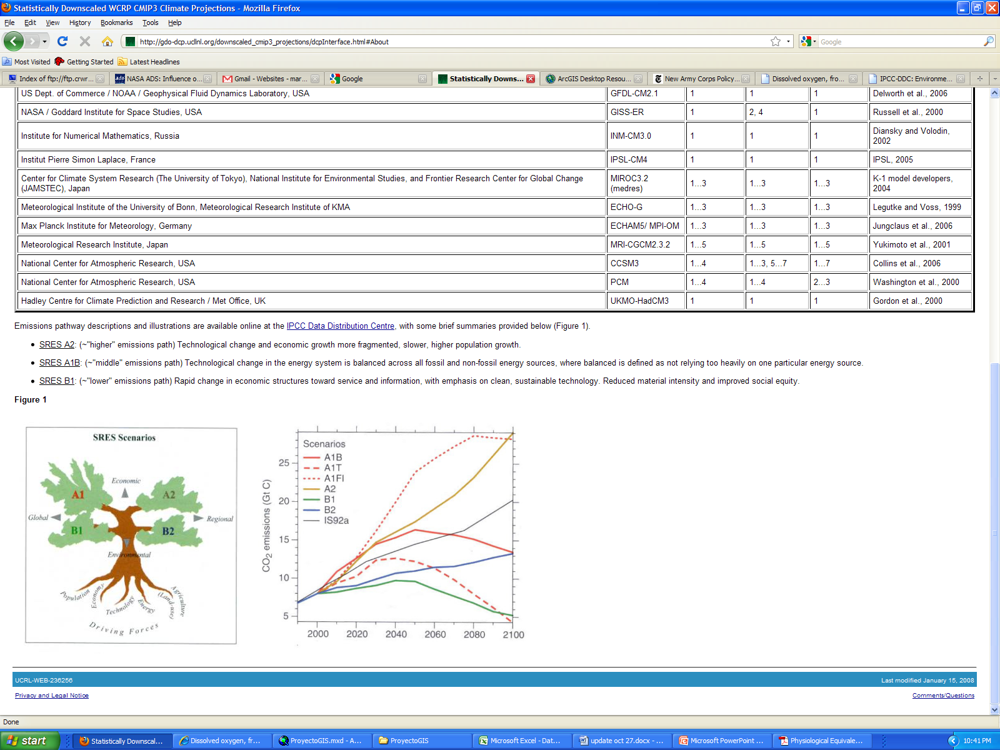 Statistically Downscaled WCRP CMIP3 Climate Projections - Mozilla Firefox
File Edit View History Bookmarks Tools Help
http://gdo-dcp.ucllnl.org/downscaled_cmip3_projections/dcpInterface.html#About
Google
Most Visited Getting Started Latest Headlines
Index of ftp://ftp.crwr... NASA ADS: Influence o... Gmail - Websites - mar... Google Statistically Downs... ArcGIS Desktop Resou... New Army Corps Policy... Dissolved oxygen, fro... IPCC-DDC: Environme...
US Dept. of Commerce / NOAA / Geophysical Fluid Dynamics Laboratory, USA GFDL-CM2.1 1 1 1 Delworth et al., 2006
NASA / Goddard Institute for Space Studies, USA GISS-ER 1 2, 4 1 Russell et al., 2000
Institute for Numerical Mathematics, Russia INM-CM3.0 1 1 1 Diansky and Volodin,
2002
Institut Pierre Simon Laplace, France IPSL-CM4 1 1 1 IPSL, 2005
Center for Climate System Research (The University of Tokyo), National Institute for Environmental Studies, and Frontier Research Center for Global Change
(JAMSTEC), Japan
MIROC3.2
(medres)
1...3 1...3 1...3
K-1 model developers,
2004
Meteorological Institute of the University of Bonn, Meteorological Research Institute of KMA ECHO-G 1...3 1...3 1...3 Legutke and Voss, 1999
Max Planck Institute for Meteorology, Germany ECHAM5/ MPI-OM 1...3 1...3 1...3 Jungclaus et al., 2006
Meteorological Research Institute, Japan MRI-CGCM2.3.2 1...5 1...5 1...5 Yukimoto et al., 2001
National Center for Atmospheric Research, USA CCSM3 1...4 1...3, 5...7 1...7 Collins et al., 2006
National Center for Atmospheric Research, USA PCM 1...4 1...4 2...3 Washington et al., 2000
Hadley Centre for Climate Prediction and Research / Met Office, UK UKMO-HadCM3 1 1 1 Gordon et al., 2000
Emissions pathway descriptions and illustrations are available online at the IPCC Data Distribution Centre, with some brief summaries provided below (Figure 1).
• SRES A2: (~"higher" emissions path) Technological change and economic growth more fragmented, slower, higher population growth.
• SRES A1B: (~"middle" emissions path) Technological change in the energy system is balanced across all fossil and non-fossil energy sources, where balanced is defined as not relying too heavily on one particular energy source.
• SRES B1: (~"lower" emissions path) Rapid change in economic structures toward service and information, with emphasis on clean, sustainable technology. Reduced material intensity and improved social equity.
Figure 1
SRES Scenarios
Economic
A1 A2
Global Regional
B1 B2
Environmental
Population
Economy
Technology
Energy
Agriculture
(Land-use)
Driving Forces
Scenarios
A1B
A1T
A1FI
A2
B1
B2
IS92a
CO2 emissions (Gt C)
25
20
15
10
5
2000 2020 2040 2060 2080 2100
UCRL-WEB-236256 Last modified January 15, 2008
Privacy and Legal Notice Comments/Questions
Done
start Statistically Downscal... Dissolved oxygen, fr... ProyectoGIS.mxd - A... ProyectoGIS Microsoft Excel - Dat... update oct 27.docx - ... Microsoft PowerPoint ... Physiological Equivale... 10:41 PM